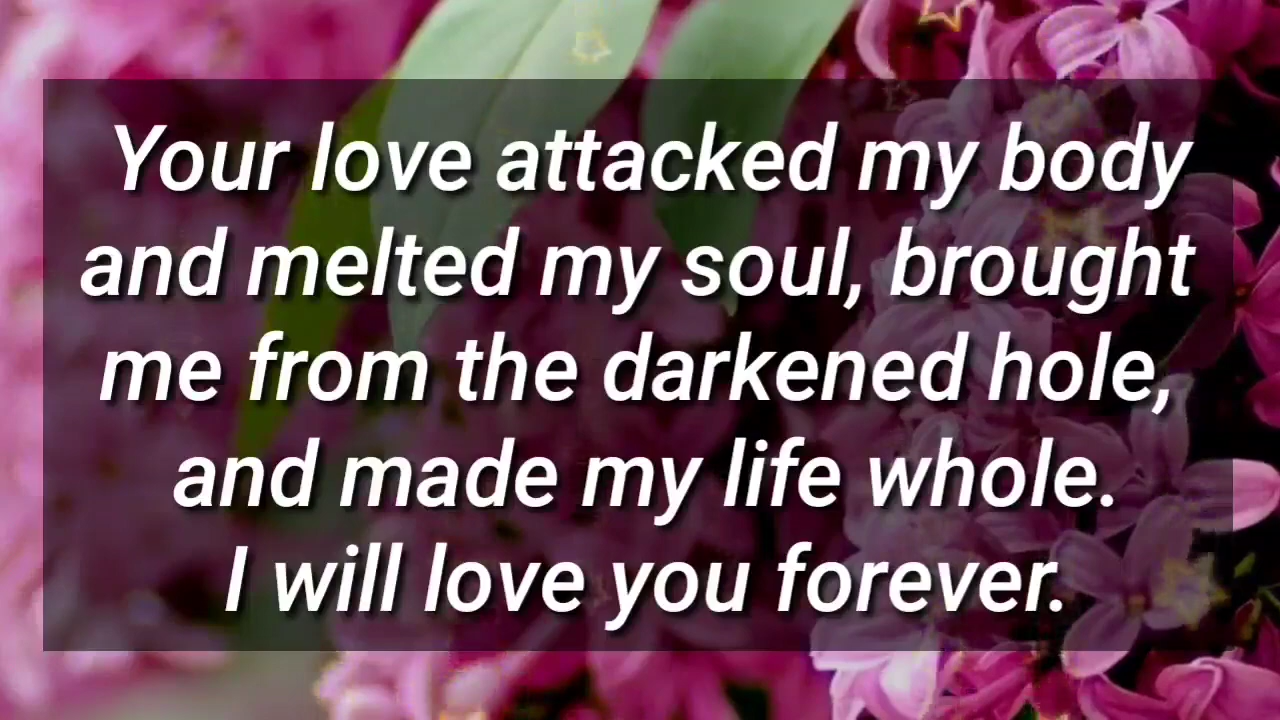 Your love attacked my body
and melted my soul, brought
me from the darkened hole,
and made my life whole.
I will love you forever.